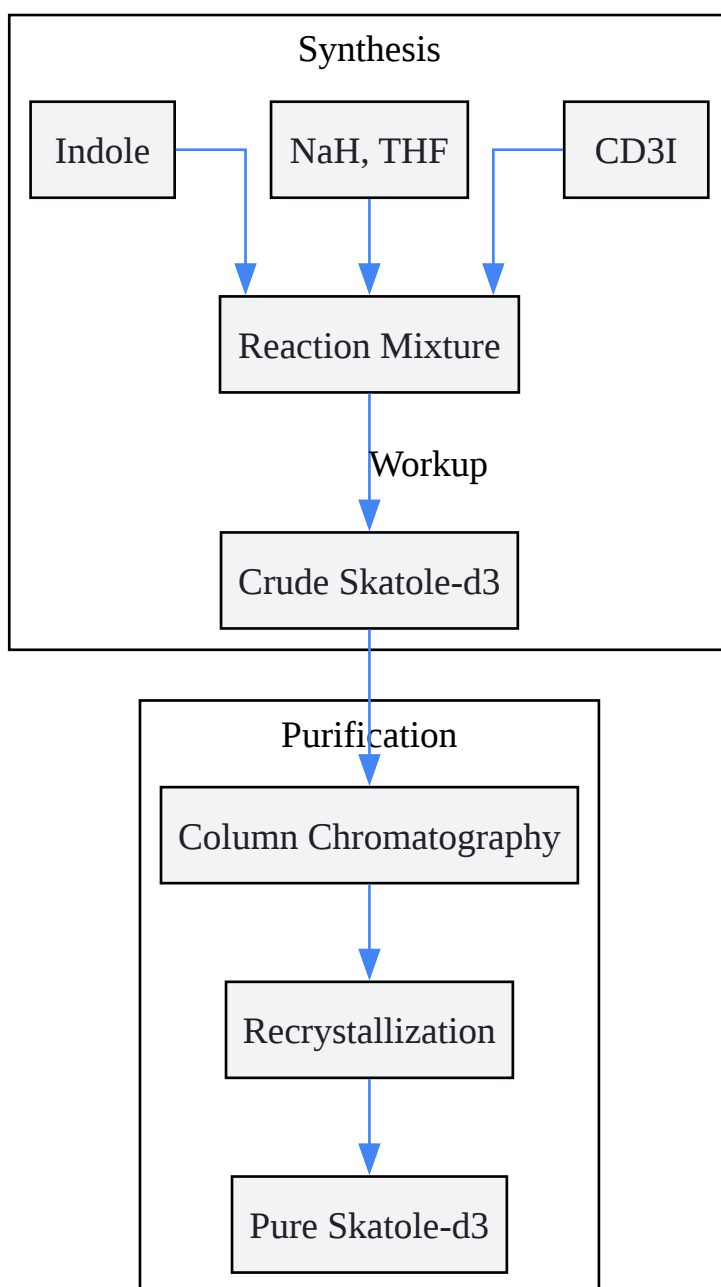 Synthesis
Indole
NaH, THF
CD3I
Reaction Mixture
Workup
Crude Skatole-d3
Purification
Column Chromatography
Recrystallization
Pure Skatole-d3